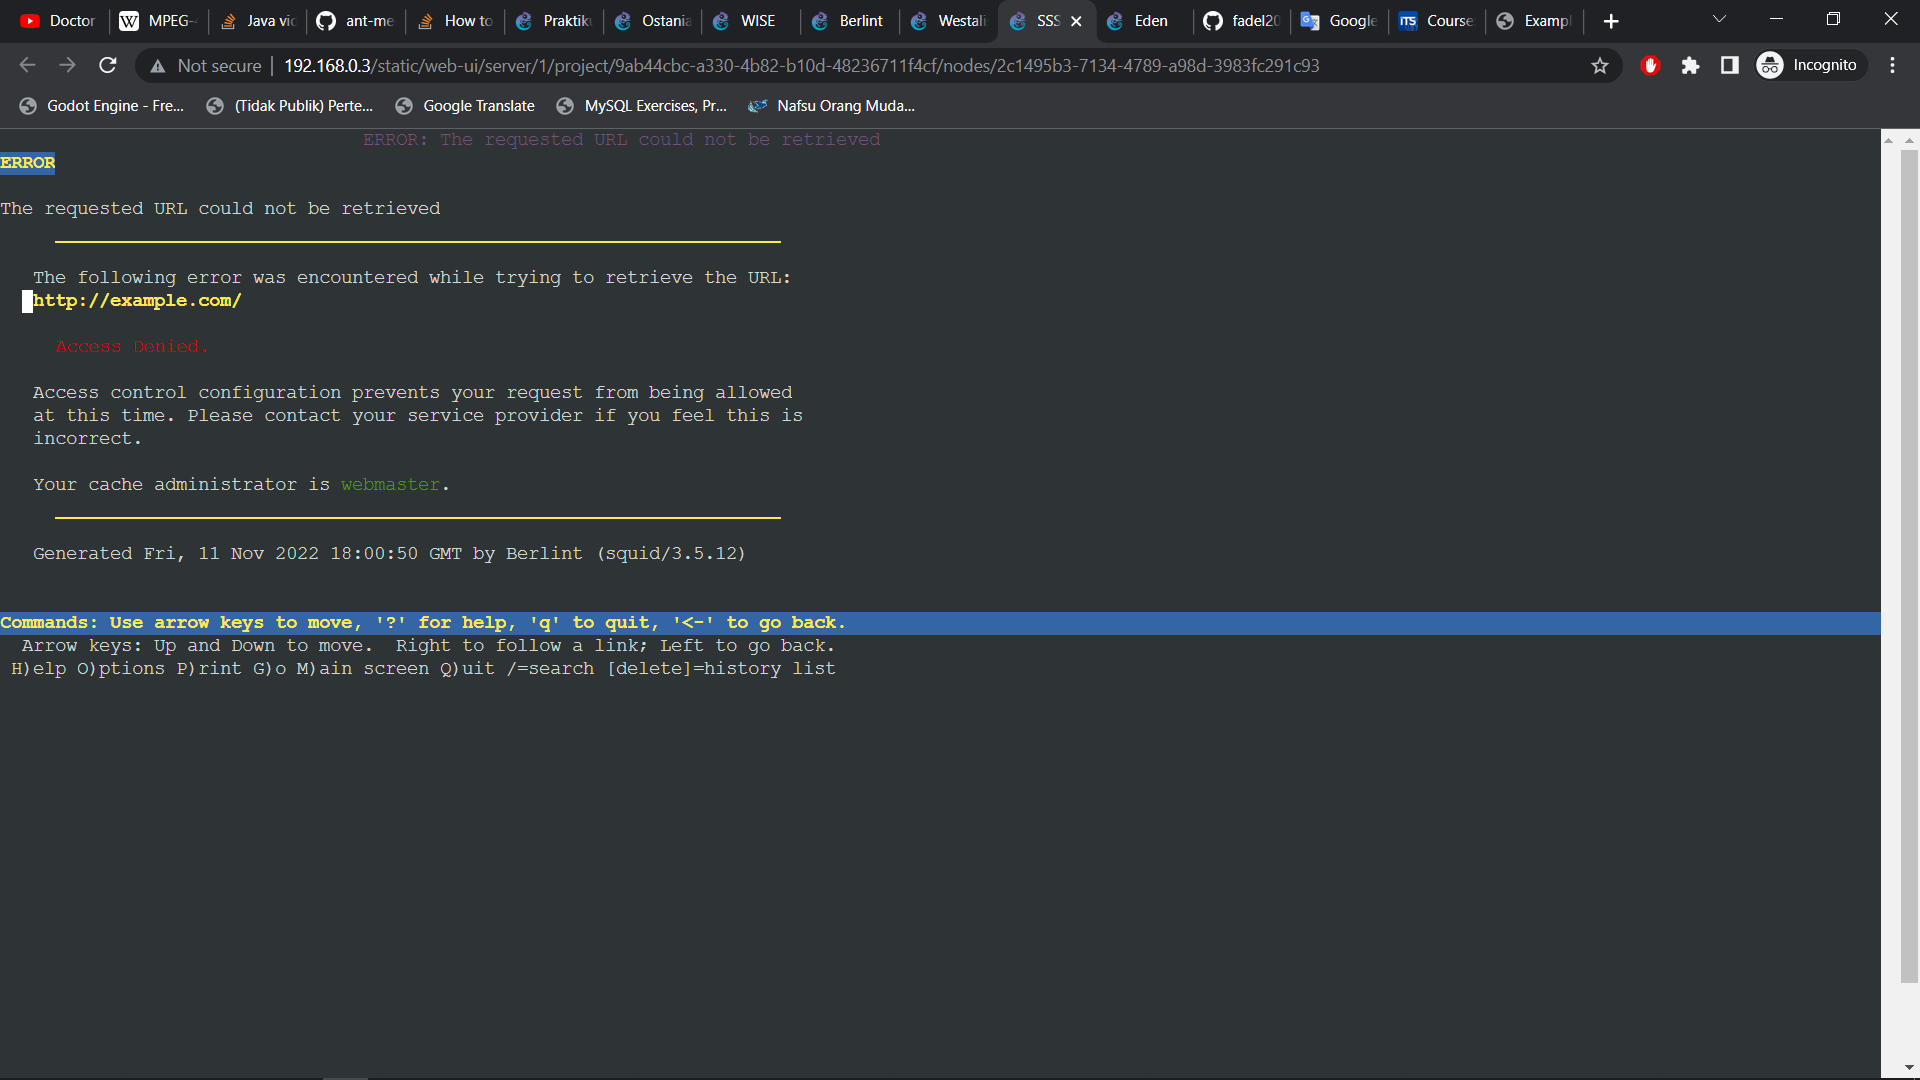 Doctor
MPEG-
Java vic
ant-me
How to
Praktiku
Ostania
WISE
Berlint
Westali
SSS
Eden
fadel20
Google
ITS
Course
Exampl
Not secure
192.168.0.3/static/web-ui/server/1/project/9ab44cbc-a330-4b82-b10d-48236711f4cf/nodes/2c1495b3-7134-4789-a98d-3983fc291c93
Incognito
Godot Engine - Fre...
(Tidak Publik) Perte...
Google Translate
MySQL Exercises, Pr...
Nafsu Orang Muda...
ERROR: The requested URL could not be retrieved
ERROR
The requested URL could not be retrieved
The following error was encountered while trying to retrieve the URL:
http://example.com/
Access Denied.
Access control configuration prevents your request from being allowed
at this time. Please contact your service provider if you feel this is
incorrect.
Your cache administrator is webmaster.
Generated Fri, 11 Nov 2022 18:00:50 GMT by Berlint (squid/3.5.12)
Commands: Use arrow keys to move, '?' for help, 'q' to quit, '<-' to go back.
Arrow keys: Up and Down to move. Right to follow a link; Left to go back.
H)elp O)ptions P)rint G)o M)ain screen Q)uit /=search [delete]=history list